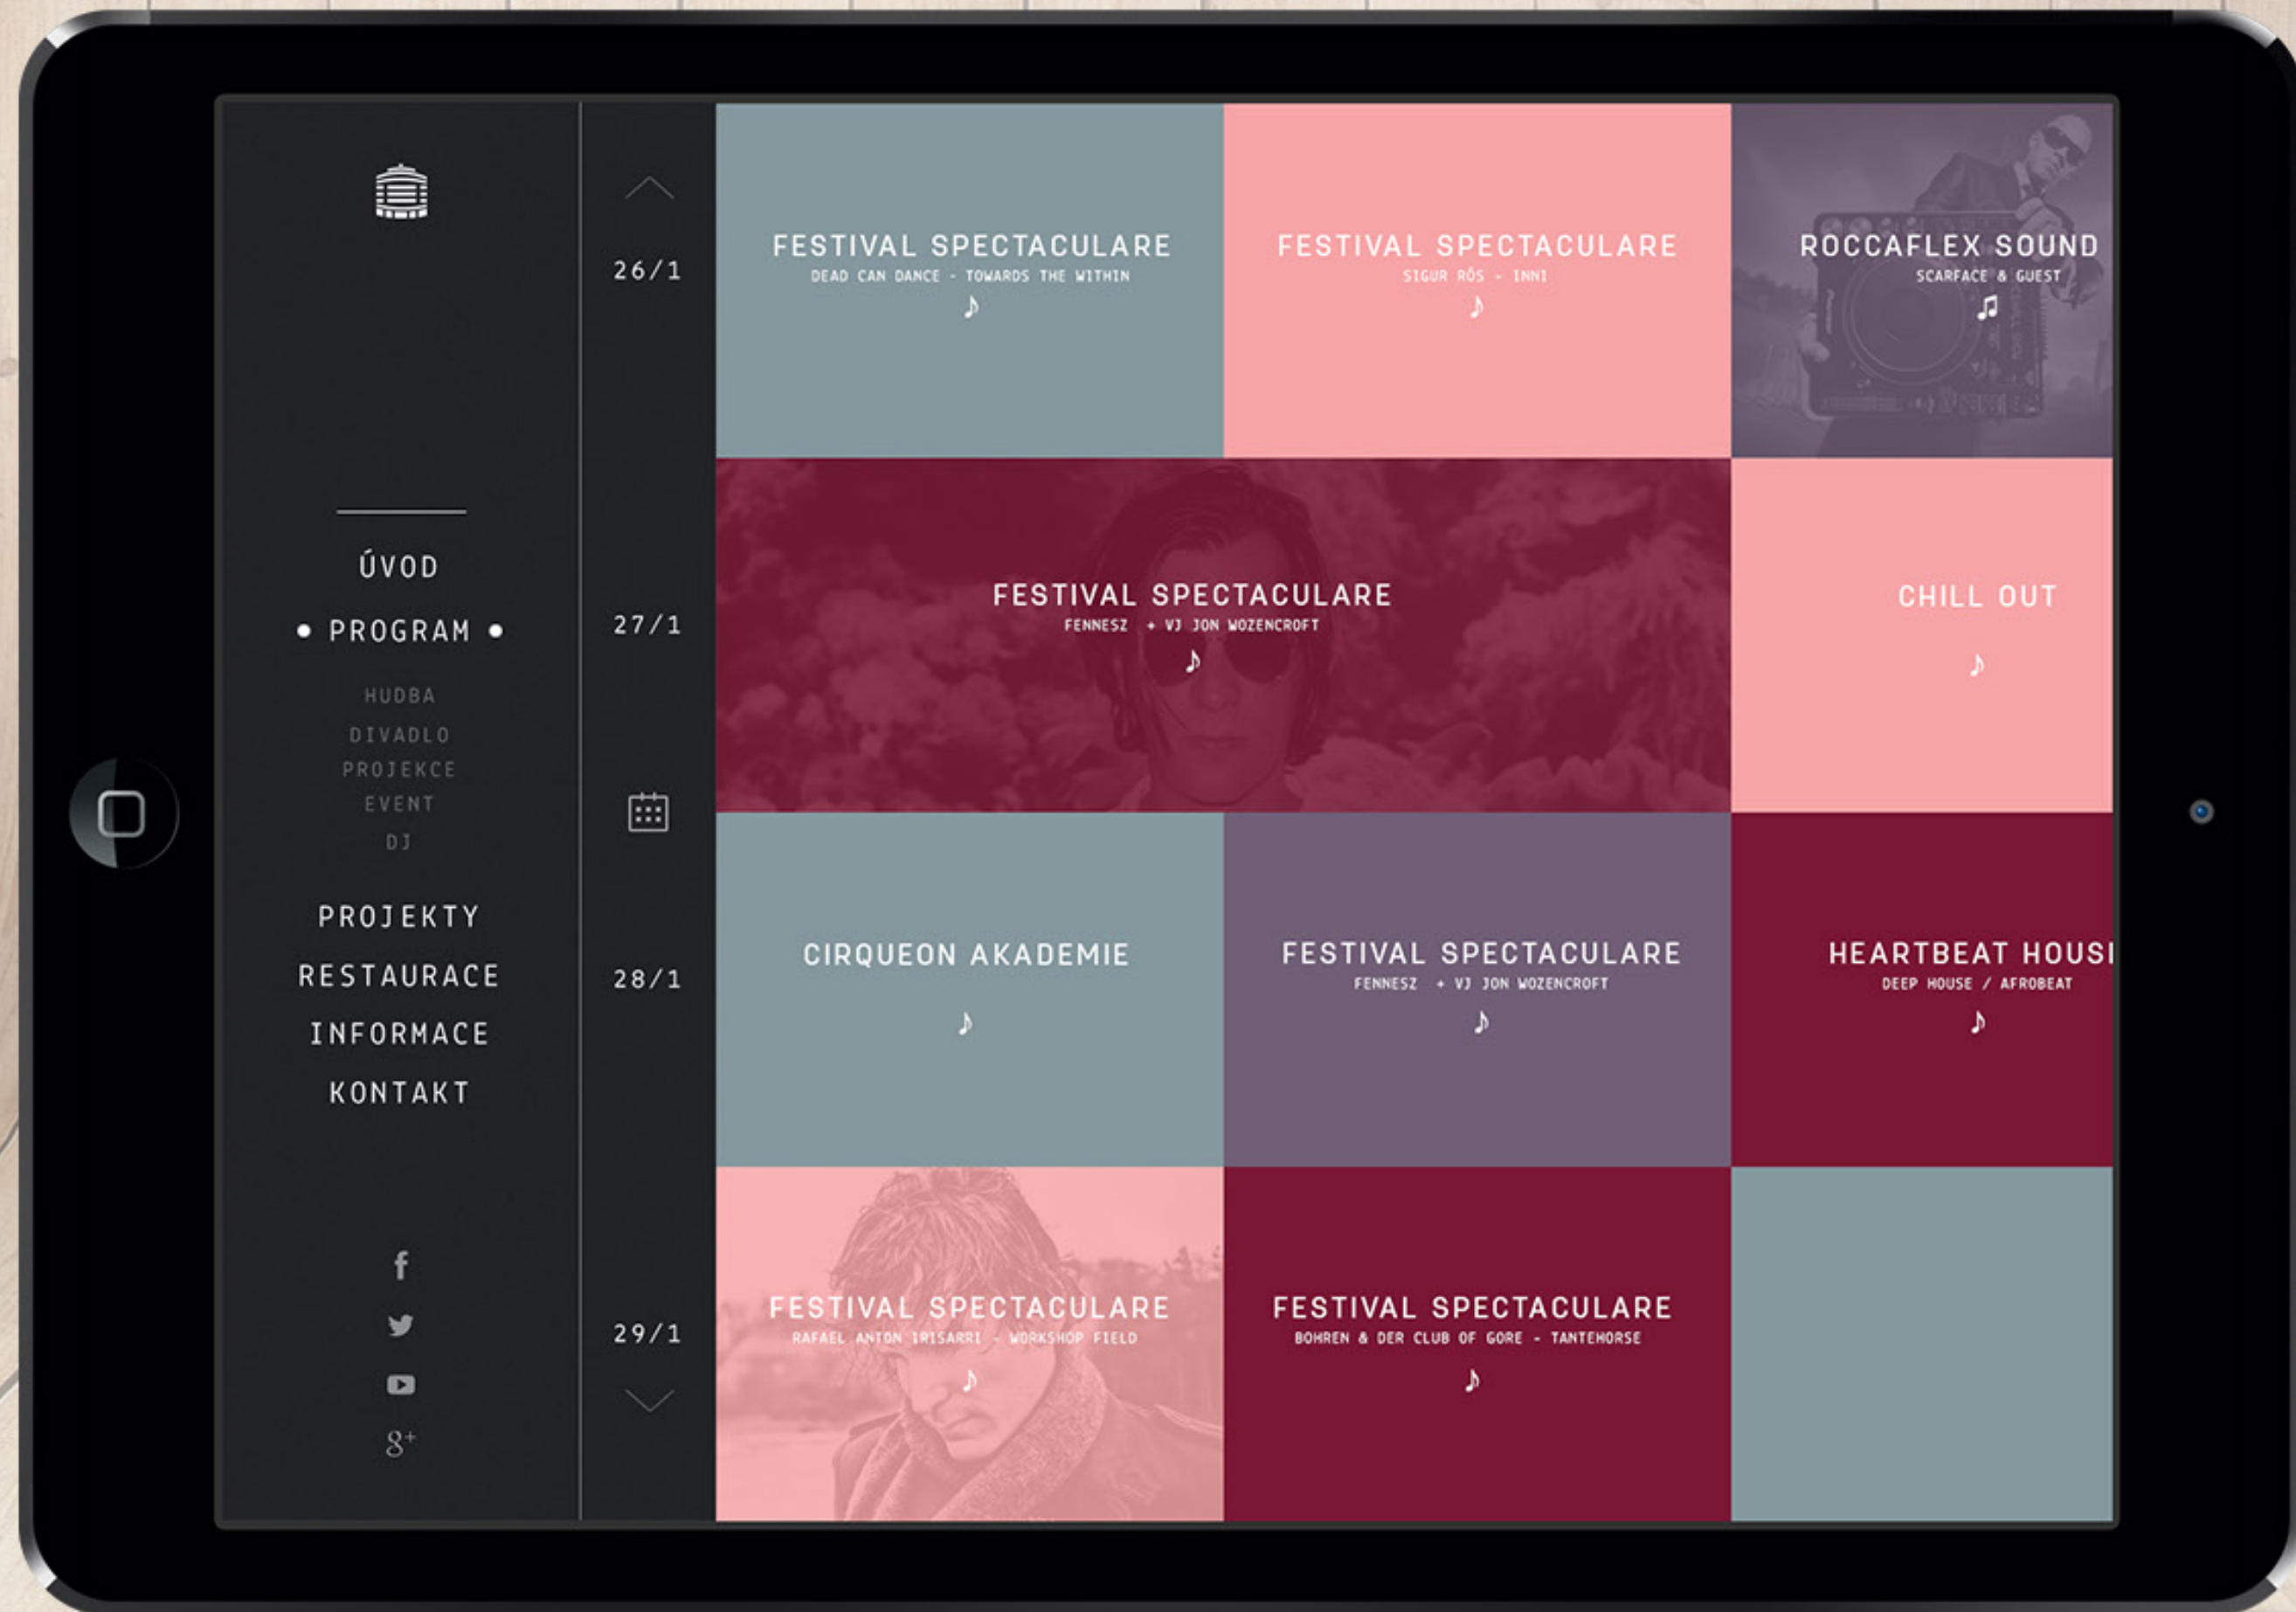 ÚVOD
• PROGRAM •
HUDBA
DIVADLO
PROJEKCE
EVENT
DJ
PROJEKTY
RESTAURACE
INFORMACE
KONTAKT
f
8+
26/1
27/1
28/1
29/1
FESTIVAL SPECTACULARE
DEAD CAN DANCE - TOWARDS THE WITHIN
FESTIVAL SPECTACULARE
SIGUR RÓS - INNI
ROCCAFLEX SOUND
SCARFACE & GUEST
FESTIVAL SPECTACULARE
FENNESZ + VJ JON WOZENCROFT
CHILL OUT
CIRQUEON AKADEMIE
FESTIVAL SPECTACULARE
FENNESZ + VJ JON WOZENCROFT
HEARTBEAT HOUSE
DEEP HOUSE / AFROBEAT
FESTIVAL SPECTACULARE
RAFAEL ANTON IRISARRI - WORKSHOP FIELD
FESTIVAL SPECTACULARE
BOHREN & DER CLUB OF GORE - TANTEHORSE